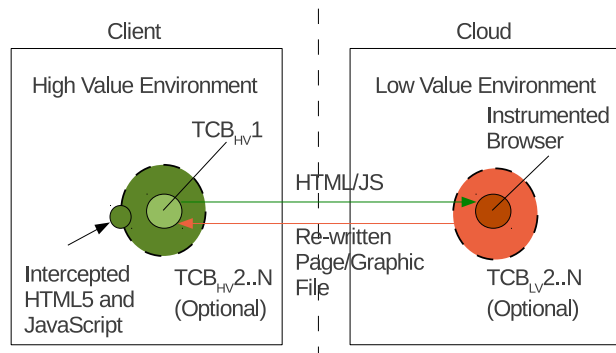 Client
Cloud
High Value Environment
Low Value Environment
TCBHV1
Instrumented
Browser
HTML/JS
Re-written
Page/Graphic
File
Intercepted
HTML5 and
JavaScript
TCBHV2..N
(Optional)
TCBLV2..N
(Optional)